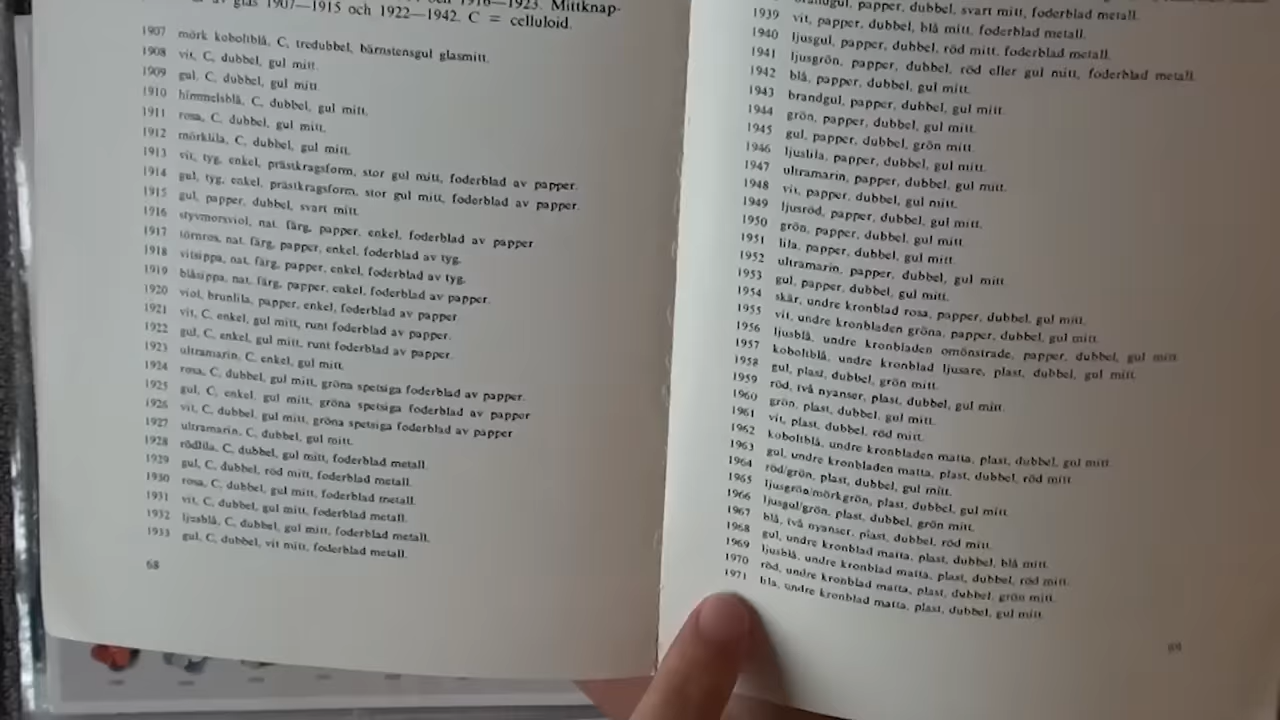 av glas 1907—1915 och 1922—1942. C = celluloid.
1916—1923. Mittknap-
1907 mörk koboltblå, C, tredubbel, bärnstensgul glasmitt.
1908 vit, C, dubbel, gul mitt.
1909 gul, C, dubbel, gul mitt.
1910 himmelsblå, C, dubbel, gul mitt.
1911 rosa, C, dubbel, gul mitt.
1912 mörklila, C, dubbel, gul mitt.
1913 vit, tyg, enkel, prästkragsform, stor gul mitt, foderblad av papper.
1914 gul, tyg, enkel, prästkragsform, stor gul mitt, foderblad av papper.
1915 gul, papper, dubbel, svart mitt.
1916 styvmorsviol, nat. färg, papper, enkel, foderblad av papper
1917 törnros, nat. färg, papper, enkel, foderblad av tyg.
1918 vitsippa, nat. färg, papper, enkel, foderblad av tyg.
1919 blåsippa, nat. färg, papper, enkel, foderblad av papper.
1920 viol, brunlila, papper, enkel, foderblad av papper
1921 vit, C, enkel, gul mitt, runt foderblad av papper.
1922 gul, C, enkel, gul mitt, runt foderblad av papper.
1923 ultramarin, C, enkel, gul mitt.
1924 rosa, C, dubbel, gul mitt, gröna spetsiga foderblad av papper.
1925 gul, C, enkel, gul mitt, gröna spetsiga foderblad av papper
1926 vit, C, dubbel, gul mitt, gröna spetsiga foderblad av papper
1927 ultramarin, C, dubbel, gul mitt.
1928 rödlila, C, dubbel, gul mitt, foderblad metall.
1929 gul, C, dubbel, röd mitt, foderblad metall.
1930 rosa, C, dubbel, gul mitt, foderblad metall.
1931 vit, C, dubbel, gul mitt, foderblad metall.
1932 ljusblå, C, dubbel, gul mitt, foderblad metall.
1933 gul, C, dubbel, vit mitt, foderblad metall.
68
brandgul, papper, dubbel, svart mitt, foderblad metall.
1939 vit, papper, dubbel, blå mitt, foderblad metall.
1940 ljusgul, papper, dubbel, röd mitt, foderblad metall.
1941 ljusgrön, papper, dubbel, röd eller gul mitt, foderblad metall.
1942 blå, papper, dubbel, gul mitt.
1943 brandgul, papper, dubbel, gul mitt.
1944 grön, papper, dubbel, gul mitt.
1945 gul, papper, dubbel, grön mitt.
1946 ljuslila, papper, dubbel, gul mitt.
1947 ultramarin, papper, dubbel, gul mitt.
1948 vit, papper, dubbel, gul mitt.
1949 ljusröd, papper, dubbel, gul mitt.
1950 grön, papper, dubbel, gul mitt.
1951 lila, papper, dubbel, gul mitt.
1952 ultramarin, papper, dubbel, gul mitt.
1953 gul, papper, dubbel, gul mitt.
1954 skär, undre kronblad rosa, papper, dubbel, gul mitt.
1955 vit, undre kronbladen gröna, papper, dubbel, gul mitt.
1956 ljusblå, undre kronbladen omönstrade, papper, dubbel, gul mitt
1957 koboltblå, undre kronblad ljusare, plast, dubbel, gul mitt.
1958 gul, plast, dubbel, grön mitt.
1959 röd, två nyanser, plast, dubbel, gul mitt.
1960 grön, plast, dubbel, gul mitt.
1961 vit, plast, dubbel, röd mitt.
1962 koboltblå, undre kronbladen matta, plast, dubbel, gul mitt
1963 gul, undre kronbladen matta, plast, dubbel, röd mitt.
1964 röd/grön, plast, dubbel, gul mitt.
1965 ljusgrön/mörkgrön, plast, dubbel, gul mitt.
1966 ljusgul/grön, plast, dubbel, grön mitt.
1967 blå, två nyanser, plast, dubbel, röd mitt.
1968 gul, undre kronblad matta, plast, dubbel, blå mitt.
1969 ljusblå, undre kronblad matta, plast, dubbel, röd mitt.
1970 röd, undre kronblad matta, plast, dubbel, grön mitt.
1971 blå, undre kronblad matta, plast, dubbel, gul mitt.